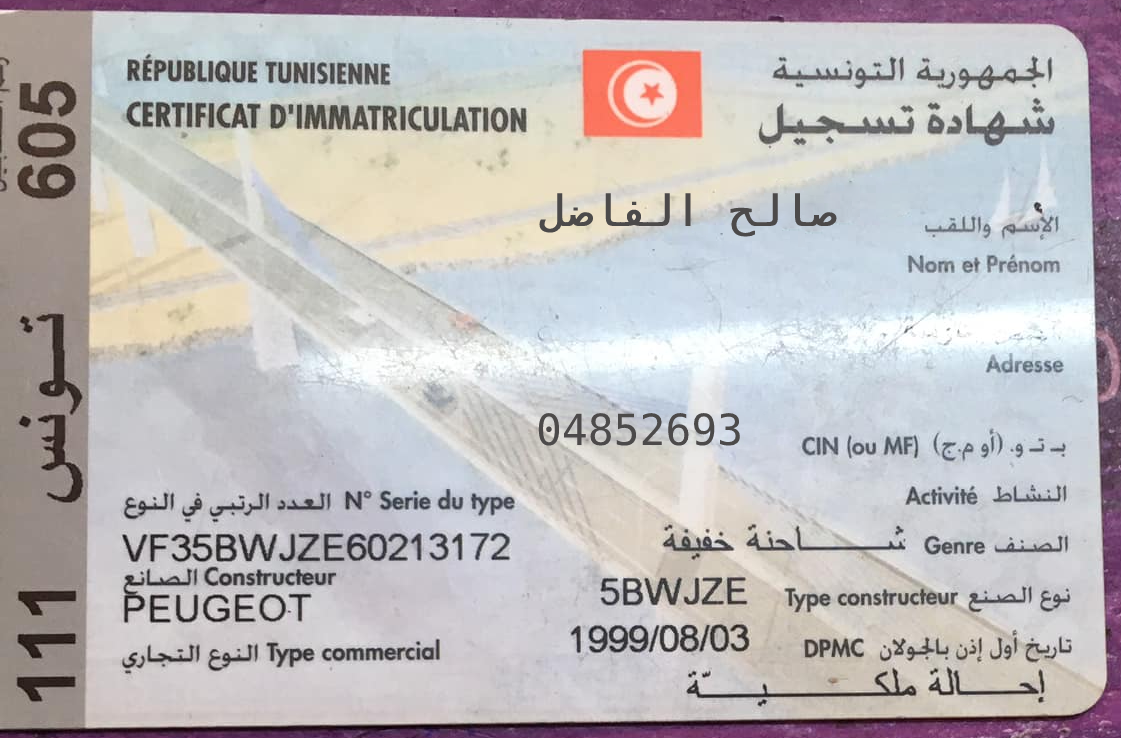 RÉPUBLIQUE TUNISIENNE
الجمهورية التونسية
CERTIFICAT D'IMMATRICULATION
شهادة تسجيل
605 تونس 111
صالح الفاضل
الإسم واللقب
Nom et Prénom
Adresse
04852693
CIN (ou MF) ب ت و. (أو م.ج)
Activité النشاط
العدد الرتبي في النوع N° Serie du type
VF35BWJZE60213172
شاحنة خفيفة Genre الصنف
الصانع Constructeur
PEUGEOT
5BWJZE Type constructeur نوع الصنع
1999/08/03 DPMC تاريخ أول إذن بالجولان
النوع التجاري Type commercial
إحالة ملكية